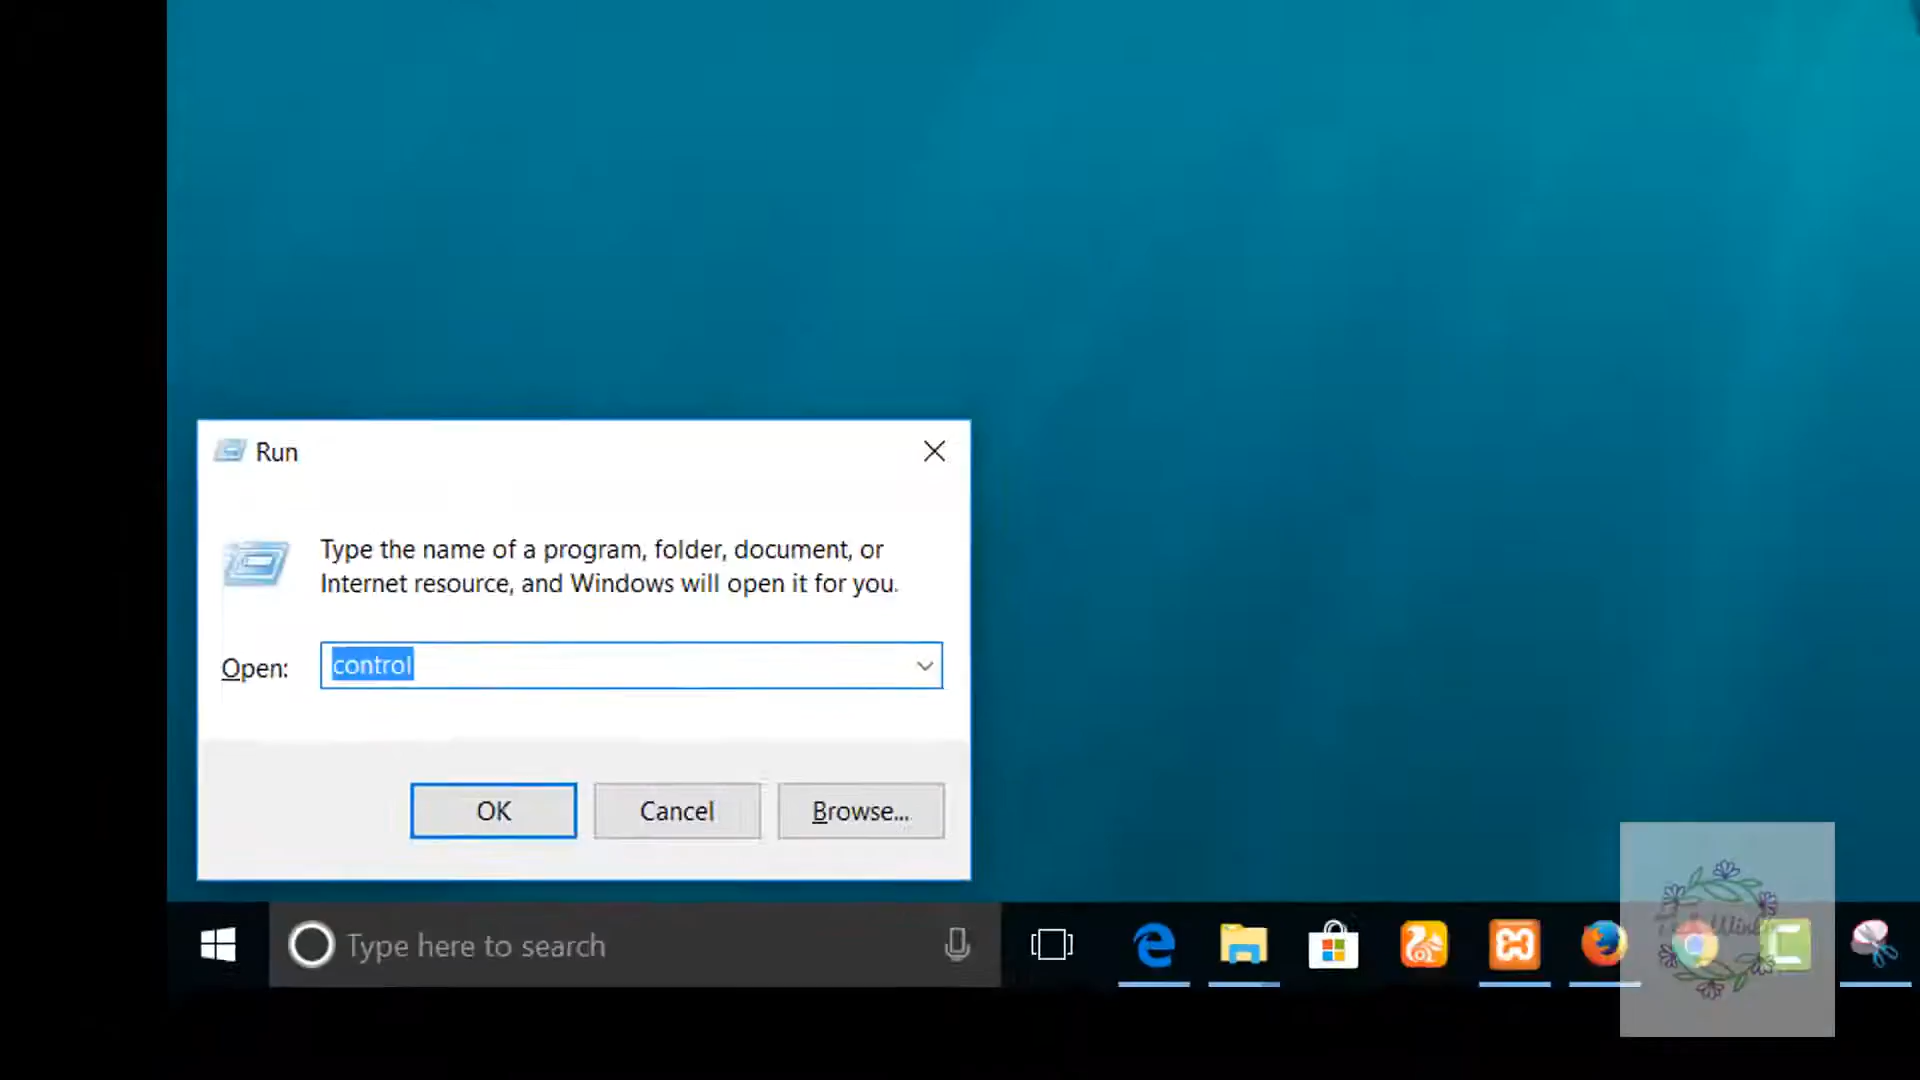 Run
Type the name of a program, folder, document, or
Internet resource, and Windows will open it for you.
Open:
control
OK
Cancel
Browse...
Type here to search